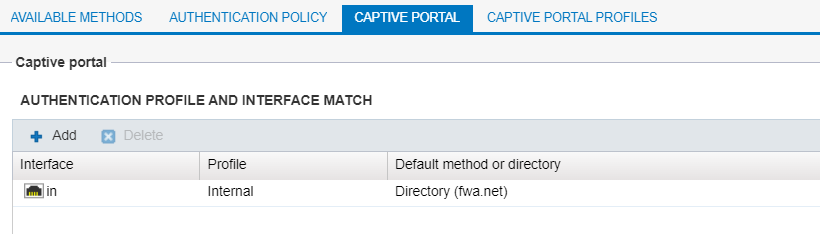 AVAILABLE METHODS AUTHENTICATION POLICY CAPTIVE PORTAL CAPTIVE PORTAL PROFILES
Captive portal
AUTHENTICATION PROFILE AND INTERFACE MATCH
Add Delete
Interface Profile Default method or directory
in Internal Directory (fwa.net)